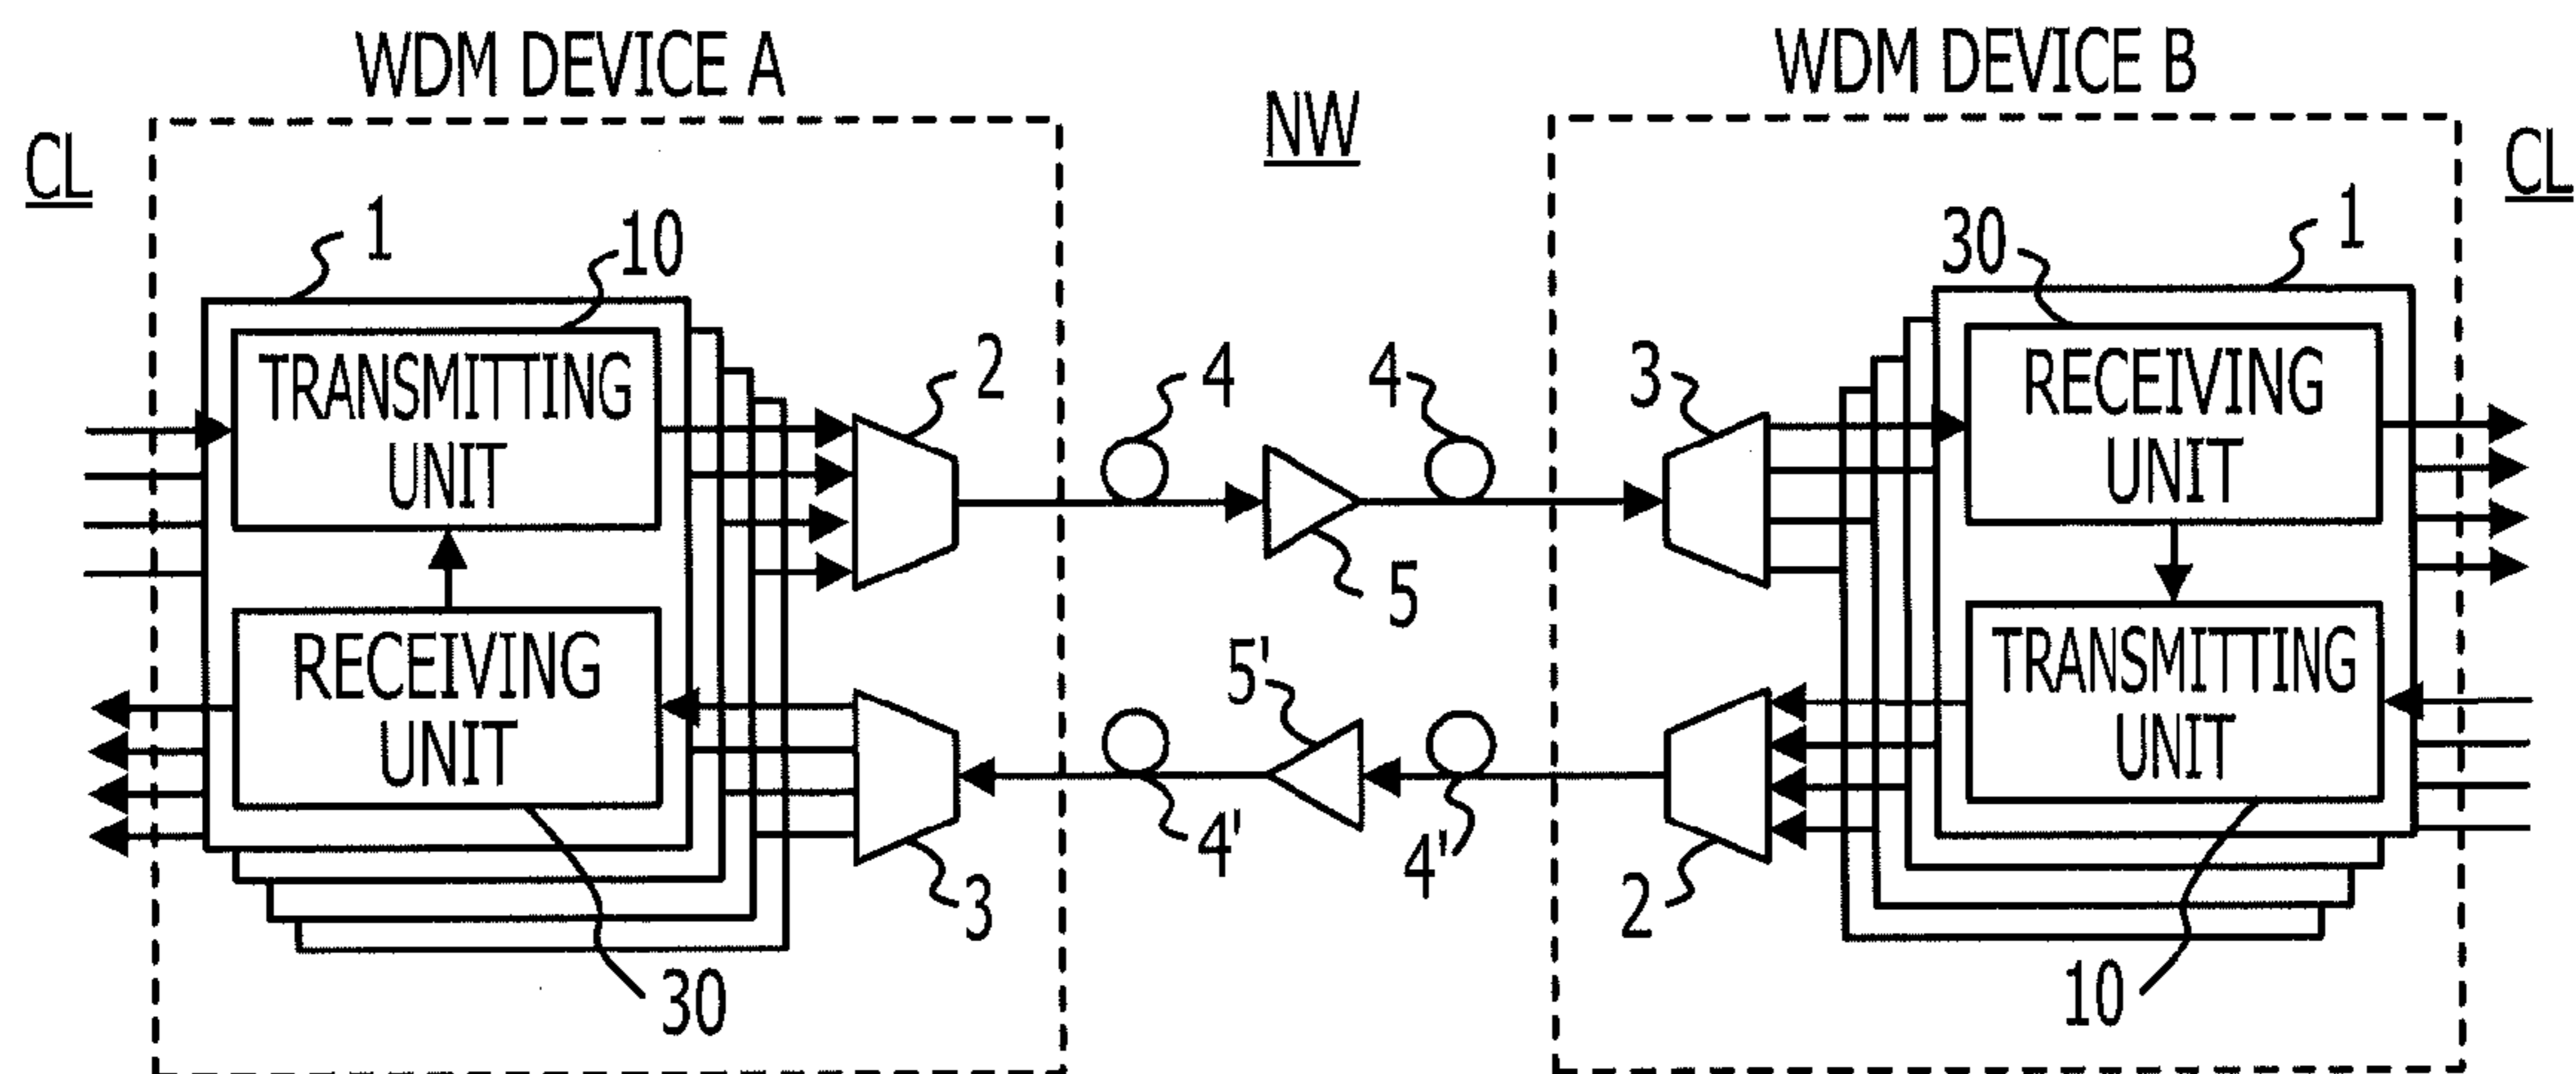 WDM DEVICE A
WDM DEVICE B
CL
NW
CL
1
10
30
1
TRANSMITTING
UNIT
2
4
4
3
RECEIVING
UNIT
5
RECEIVING
UNIT
5'
TRANSMITTING
UNIT
4'
4'
3
2
30
10